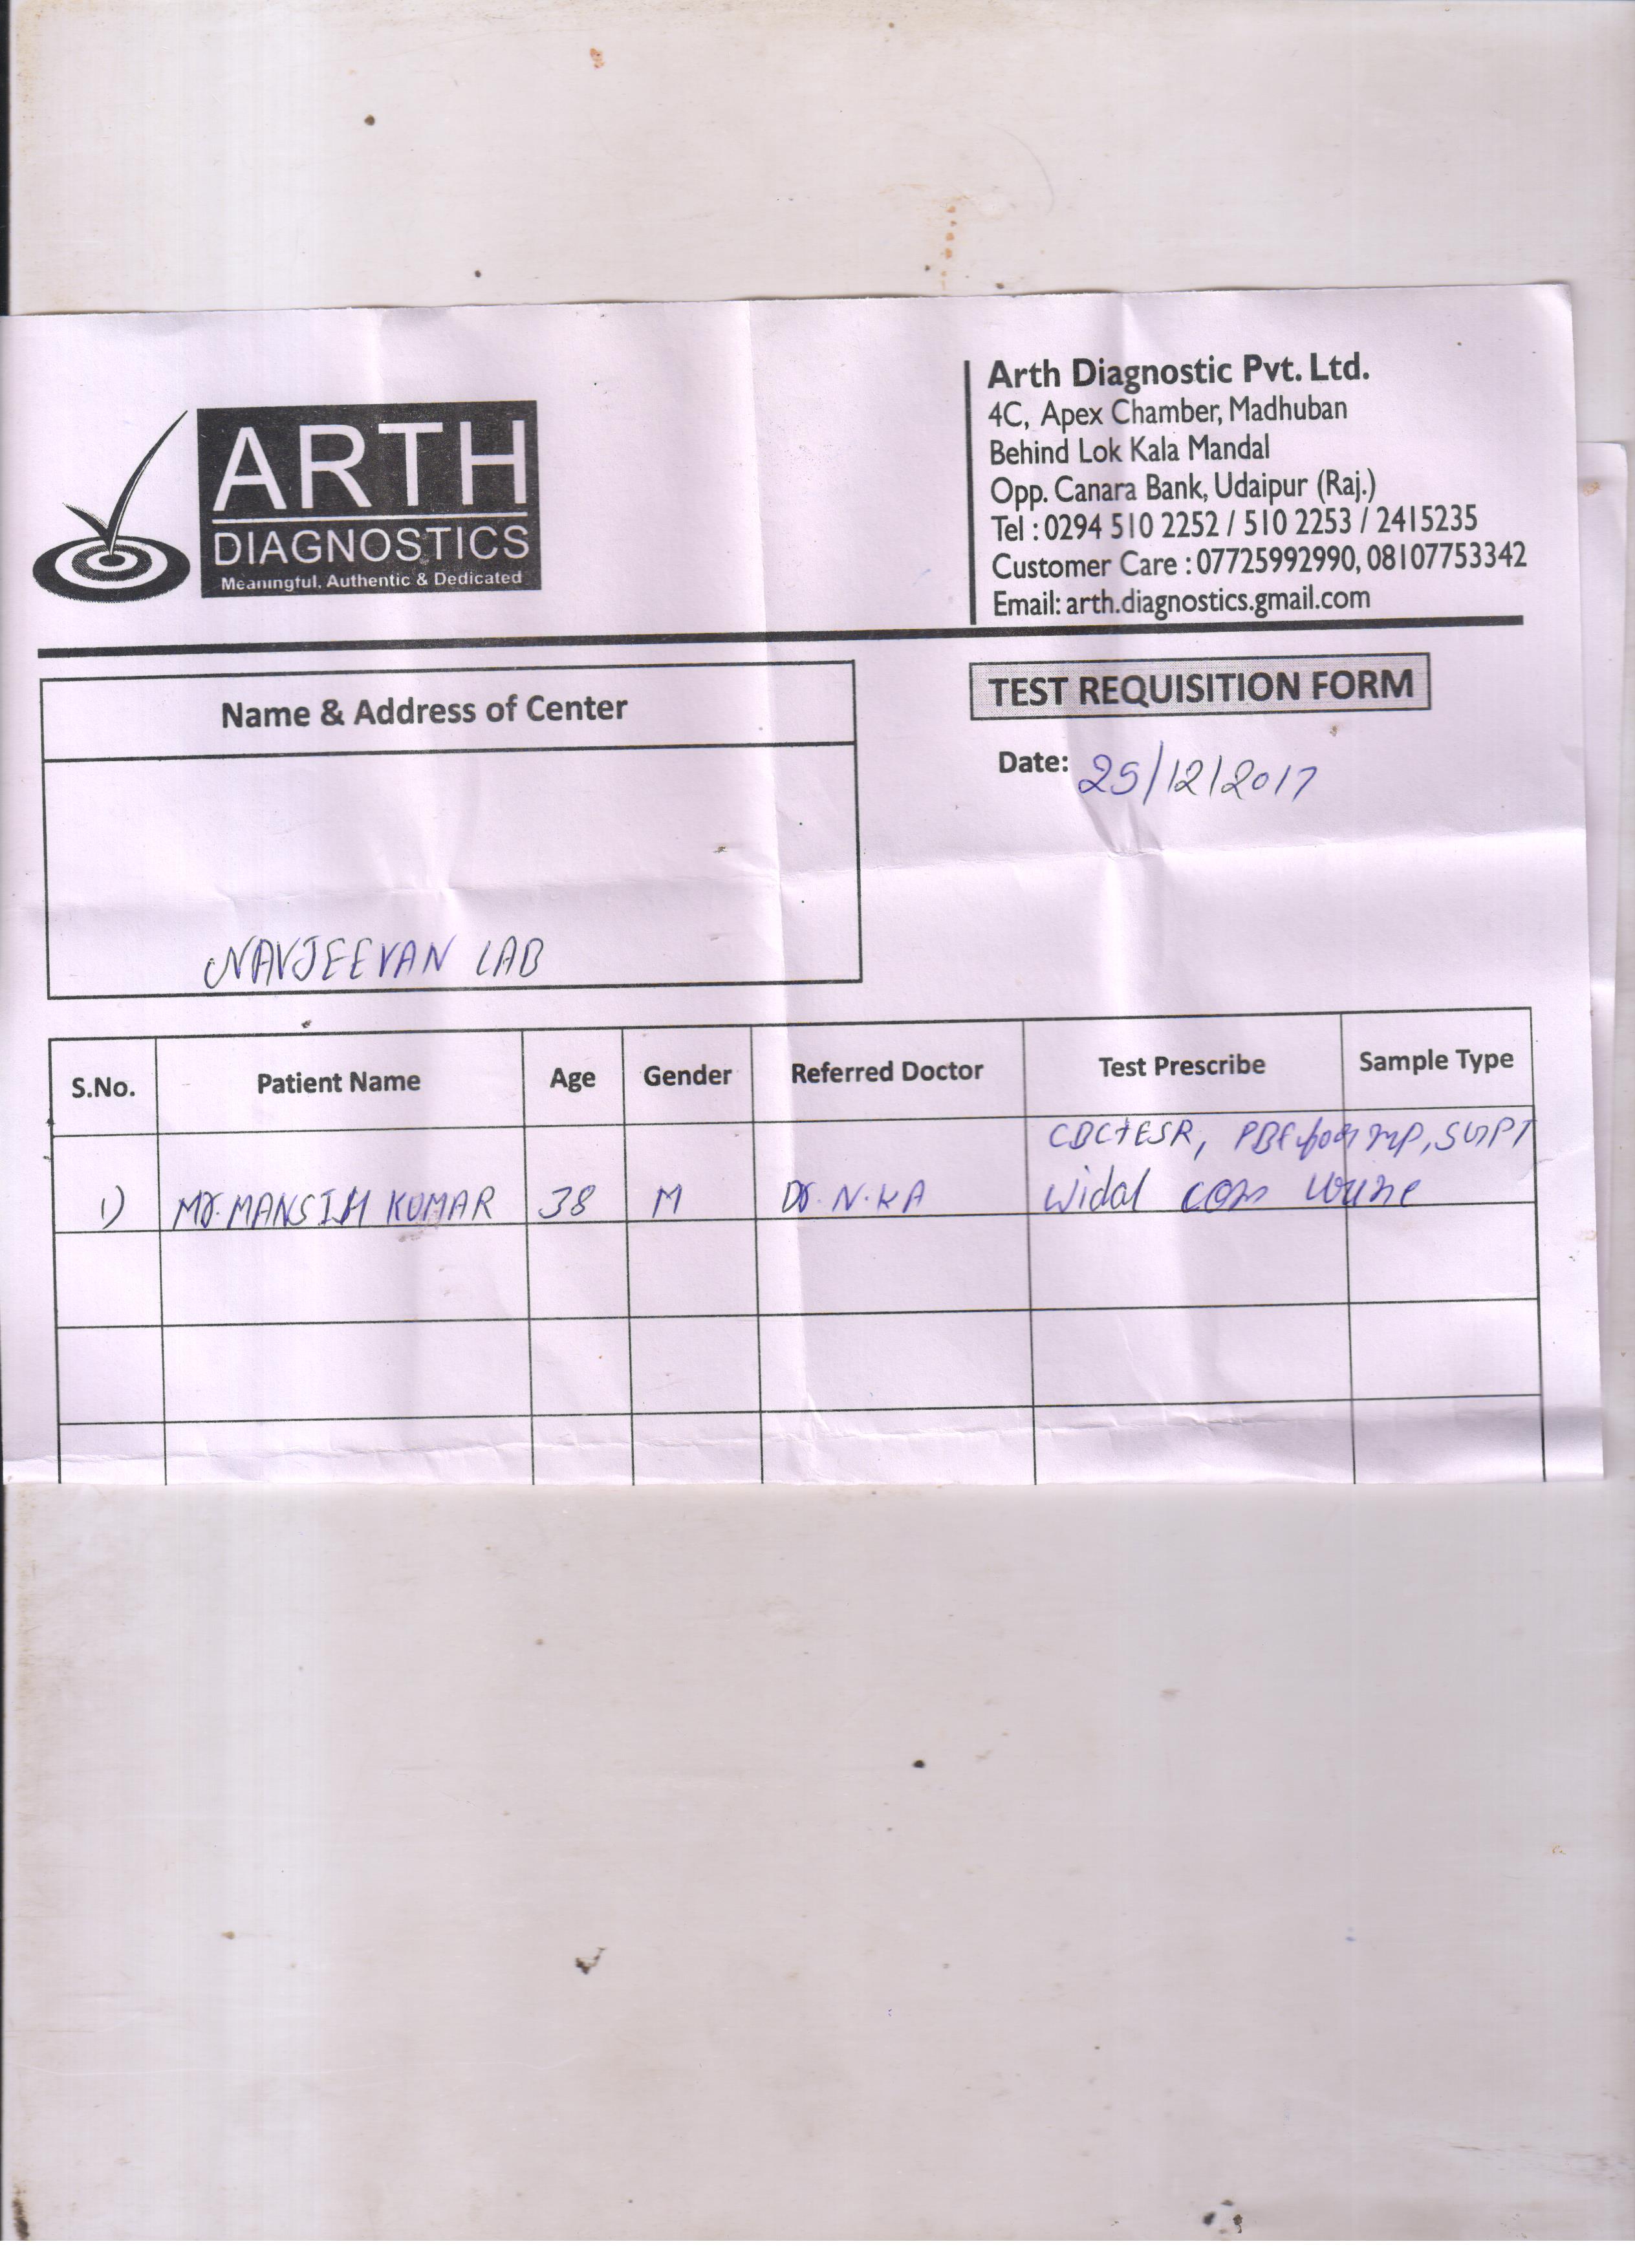 ARTH
DIAGNOSTICS
Meaningful, Authentic & Dedicated
Arth Diagnostic Pvt. Ltd.
4C, Apex Chamber, Madhuban
Behind Lok Kala Mandal
Opp. Canara Bank, Udaipur (Raj.)
Tel : 0294 510 2252 / 510 2253 / 2415235
Customer Care : 07725992990, 08107753342
Email: arth.diagnostics.gmail.com
Name & Address of Center
NAVJEEVAN LAB
TEST REQUISITION FORM
Date: 25/12/2017
S.No. Patient Name Age Gender Referred Doctor Test Prescribe Sample Type
CBC+ESR, PBF for MP, SGPT
1) Mr. MANSIH KUMAR 38 M Dr. N.KA Widal com urine